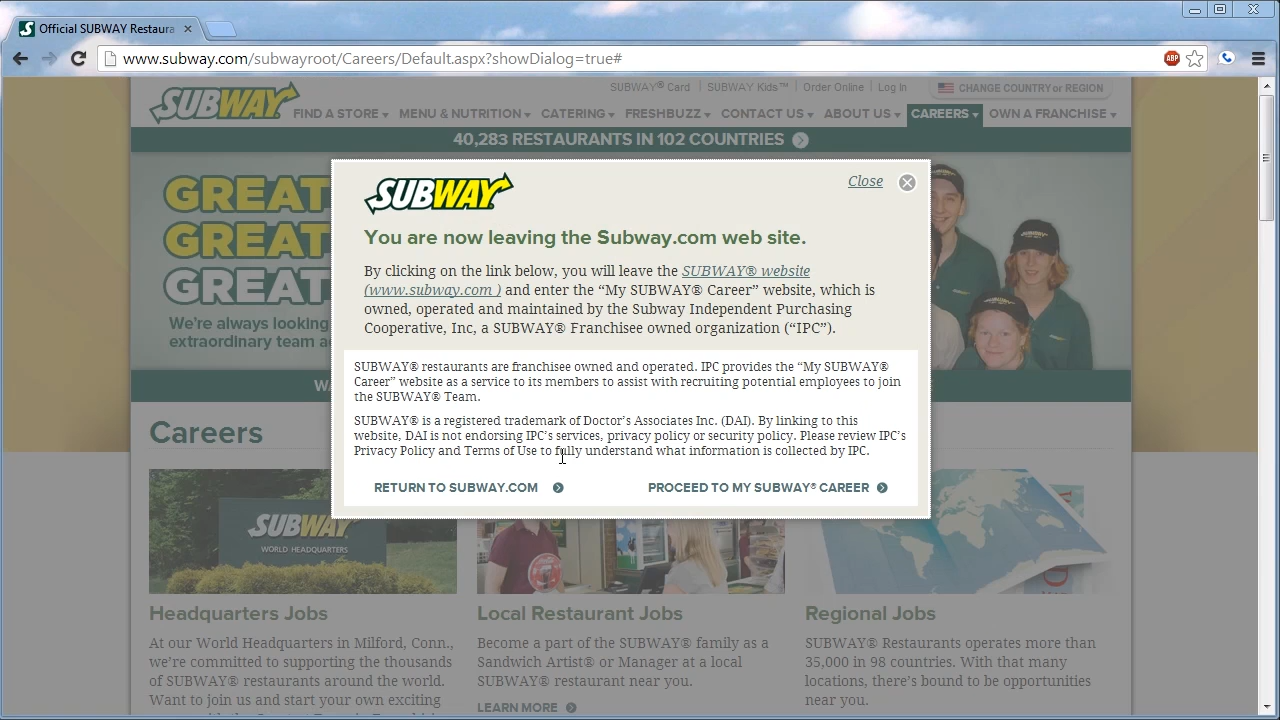 Official SUBWAY Restaura
www.subway.com/subwayroot/Careers/Default.aspx?showDialog=true#
ABP
SUBWAY
SUBWAY® Card
SUBWAY Kids™
Order Online
Log In
CHANGE COUNTRY or REGION
FIND A STORE
MENU & NUTRITION
CATERING
FRESHBUZZ
CONTACT US
ABOUT US
CAREERS
OWN A FRANCHISE
40,283 RESTAURANTS IN 102 COUNTRIES
GREAT
GREAT
GREAT
We're always looking
extraordinary team
SUBWAY
Close
You are now leaving the Subway.com web site.
By clicking on the link below, you will leave the SUBWAY® website
(www.subway.com ) and enter the “My SUBWAY® Career” website, which is
owned, operated and maintained by the Subway Independent Purchasing
Cooperative, Inc, a SUBWAY® Franchisee owned organization (“IPC”).
SUBWAY® restaurants are franchisee owned and operated. IPC provides the “My SUBWAY®
Career” website as a service to its members to assist with recruiting potential employees to join
the SUBWAY® Team.
SUBWAY® is a registered trademark of Doctor’s Associates Inc. (DAI). By linking to this
website, DAI is not endorsing IPC’s services, privacy policy or security policy. Please review IPC’s
Privacy Policy and Terms of Use to fully understand what information is collected by IPC.
RETURN TO SUBWAY.COM
PROCEED TO MY SUBWAY® CAREER
Careers
SUBWAY
WORLD HEADQUARTERS
Headquarters Jobs
At our World Headquarters in Milford, Conn.,
we’re committed to supporting the thousands
of SUBWAY® restaurants around the world.
Want to join us and start your own exciting
Local Restaurant Jobs
Become a part of the SUBWAY® family as a
Sandwich Artist® or Manager at a local
SUBWAY® restaurant near you.
LEARN MORE
Regional Jobs
SUBWAY® Restaurants operates more than
35,000 in 98 countries. With that many
locations, there’s bound to be opportunities
near you.